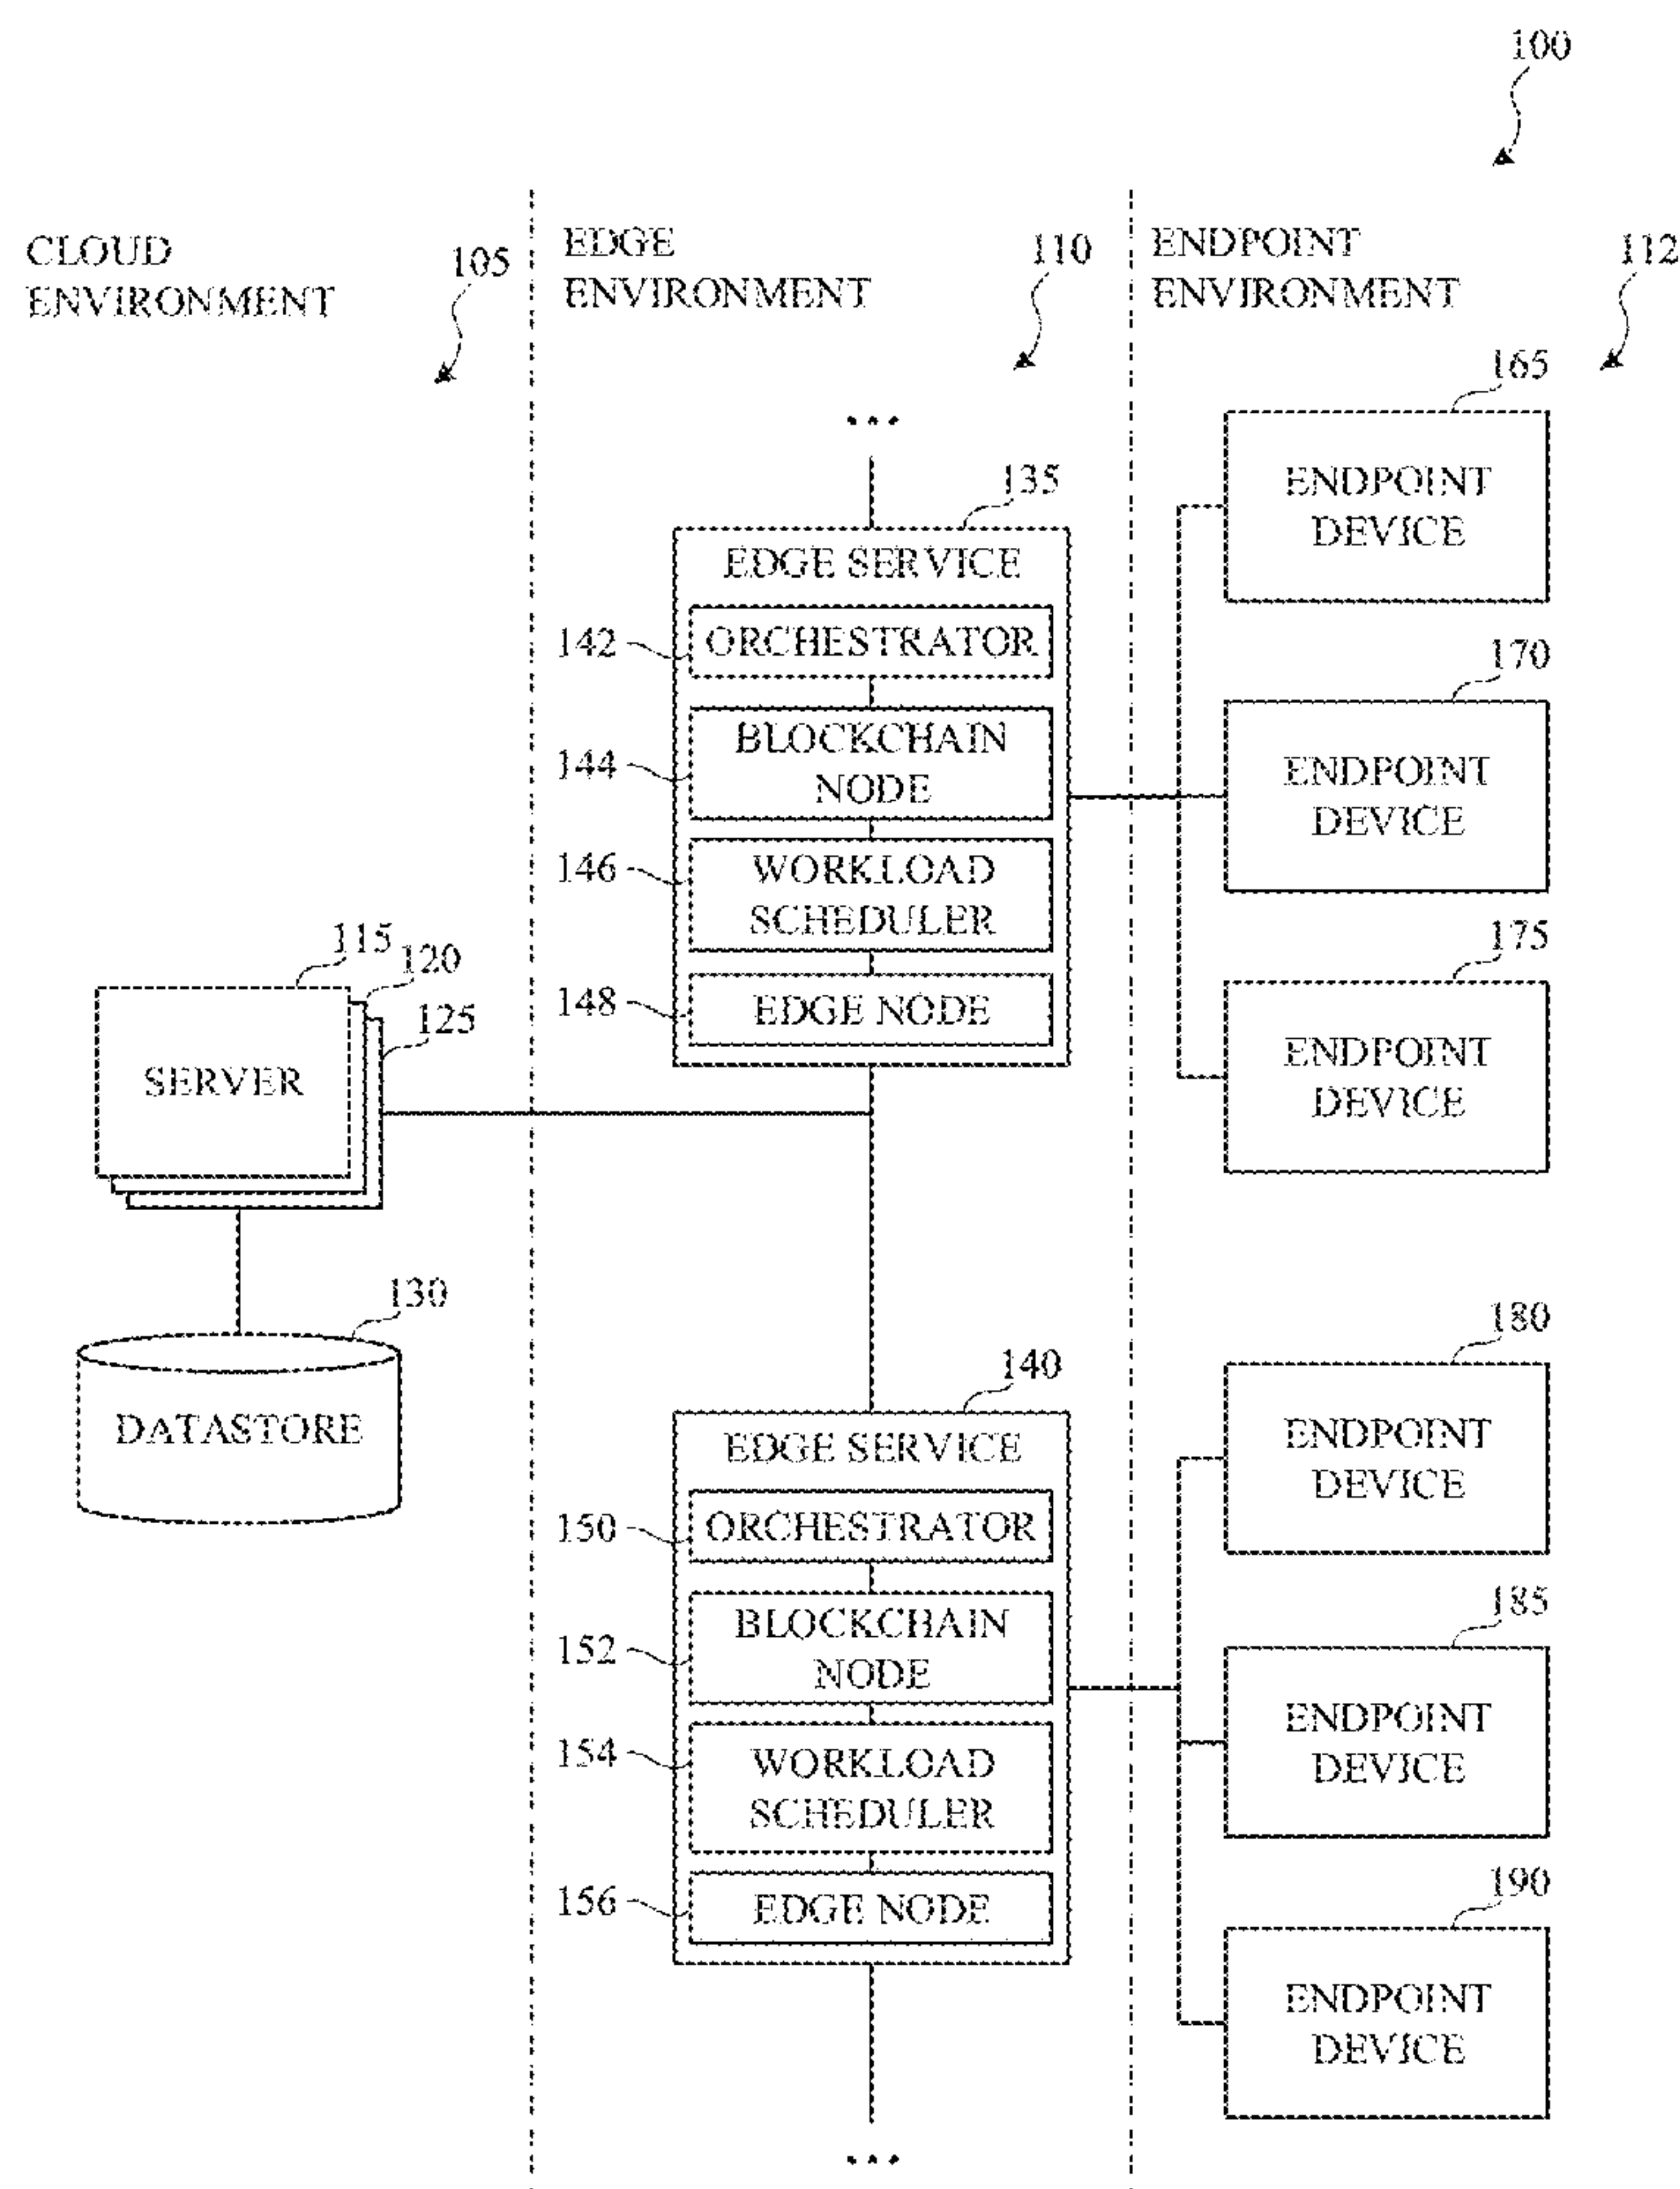 100
CLOUD
ENVIRONMENT
105
EDGE
ENVIRONMENT
110
ENDPOINT
ENVIRONMENT
112
...
135
EDGE SERVICE
142
ORCHESTRATOR
144
BLOCKCHAIN
NODE
146
WORKLOAD
SCHEDULER
148
EDGE NODE
165
ENDPOINT
DEVICE
170
ENDPOINT
DEVICE
175
ENDPOINT
DEVICE
115
120
125
SERVER
130
DATASTORE
140
EDGE SERVICE
150
ORCHESTRATOR
152
BLOCKCHAIN
NODE
154
WORKLOAD
SCHEDULER
156
EDGE NODE
180
ENDPOINT
DEVICE
185
ENDPOINT
DEVICE
190
ENDPOINT
DEVICE
...